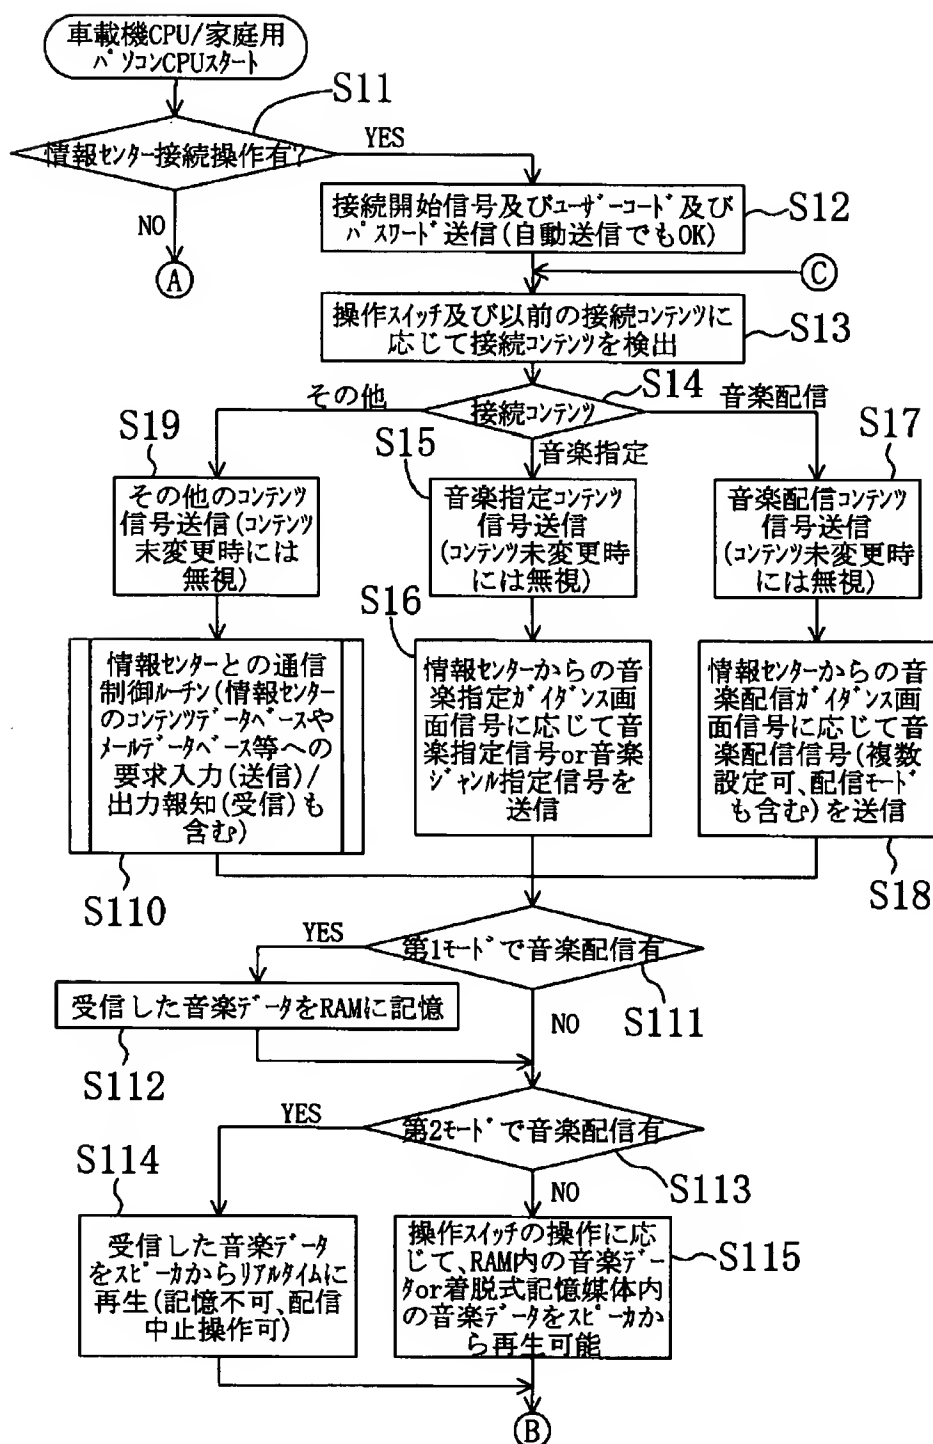 車載機CPU/家庭用
パソコンCPUスタート
S11
情報センター接続操作有?
YES
NO
A
接続開始信号及びユーザーコード及び
パスワード送信(自動送信でもOK)
S12
C
操作スイッチ及び以前の接続コンテンツに
応じて接続コンテンツを検出
S13
接続コンテンツ
S14
その他
音楽指定
音楽配信
S19
その他のコンテンツ
信号送信(コンテンツ
末変更時には
無視)
S15
音楽指定コンテンツ
信号送信
(コンテンツ未変更時
には無視)
S17
音楽配信コンテンツ
信号送信
(コンテンツ未変更時
には無視)
情報センターとの通信
制御ルーチン(情報センター
のコンテンツデータベースや
メールデータベース等への
要求入力(送信)/
出力報知(受信)も
含む)
S110
S16
情報センターからの音
楽指定ガイダンス画
面信号に応じて音
楽指定信号or音楽
ジャンル指定信号を
送信
情報センターからの音
楽配信ガイダンス画
面信号に応じて音
楽配信信号(複数
設定可、配信モード
も含む)を送信
S18
第1モードで音楽配信有
S111
YES
NO
受信した音楽データをRAMに記憶
S112
第2モードで音楽配信有
S113
YES
NO
S114
受信した音楽データ
をスピーカからリアルタイムに
再生(記憶不可、配信
中止操作可)
操作スイッチの操作に応
じて、RAM内の音楽デー
タor着脱式記憶媒体内
の音楽データをスピーカか
ら再生可能
S115
B